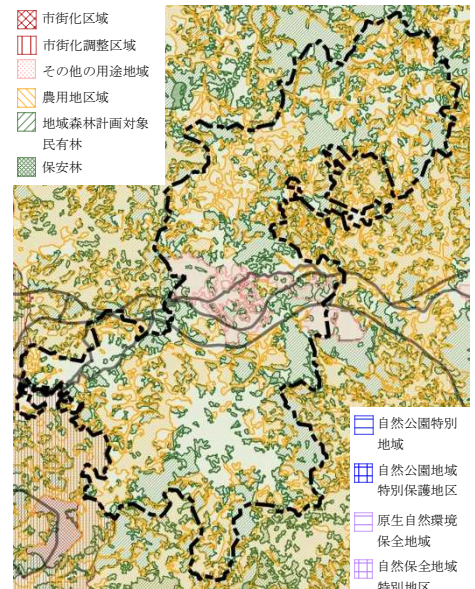 市街化区域
市街化調整区域
その他の用途地域
農用地区域
地域森林計画対象
民有林
保安林
自然公園特別
地域
自然公園地域
特別保護地区
原生自然環境
保全地域
自然保全地域
特別地区